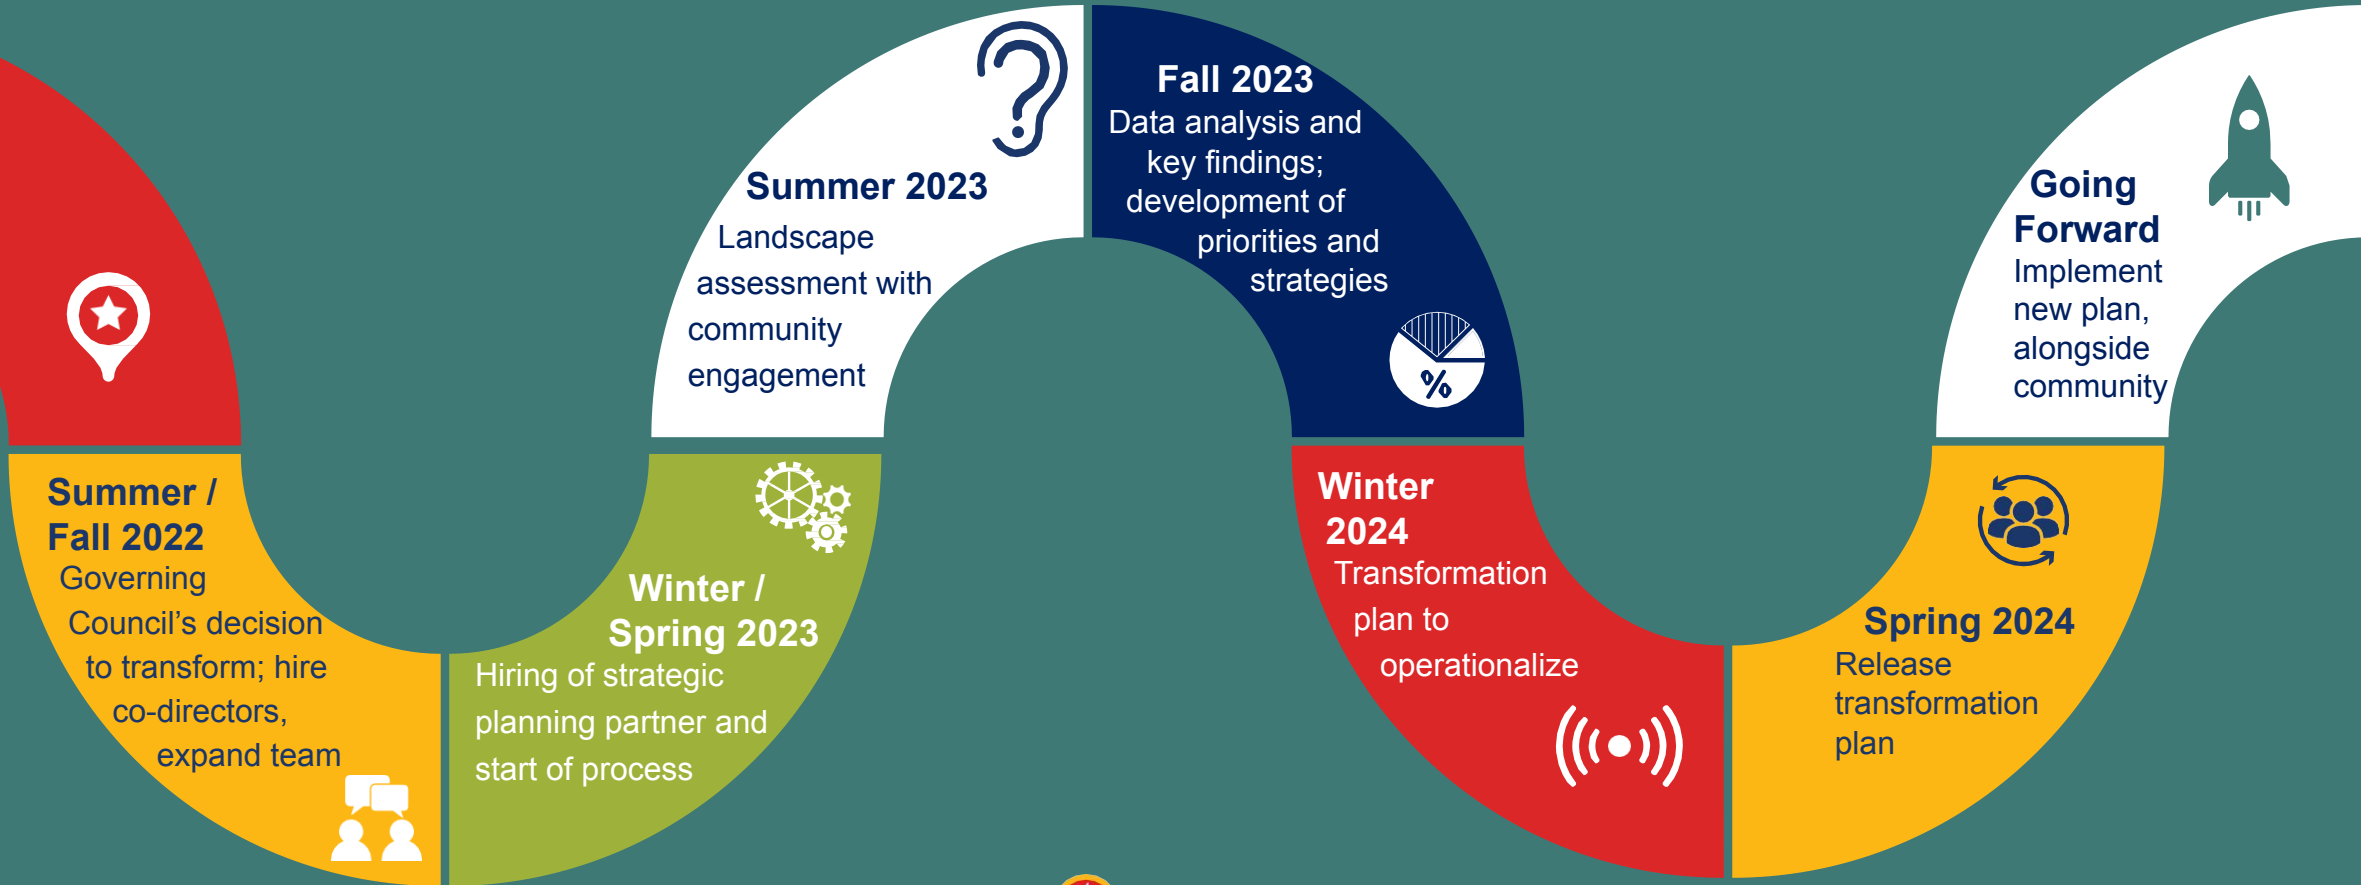 Summer /
Fall 2022
Governing
Council’s decision
to transform; hire
co-directors,
expand team
Winter /
Spring 2023
Hiring of strategic
planning partner and
start of process
Summer 2023
Landscape
assessment with
community
engagement
Fall 2023
Data analysis and
key findings;
development of
priorities and
strategies
%
Winter
2024
Transformation
plan to
operationalize
Spring 2024
Release
transformation
plan
Going
Forward
Implement
new plan,
alongside
community